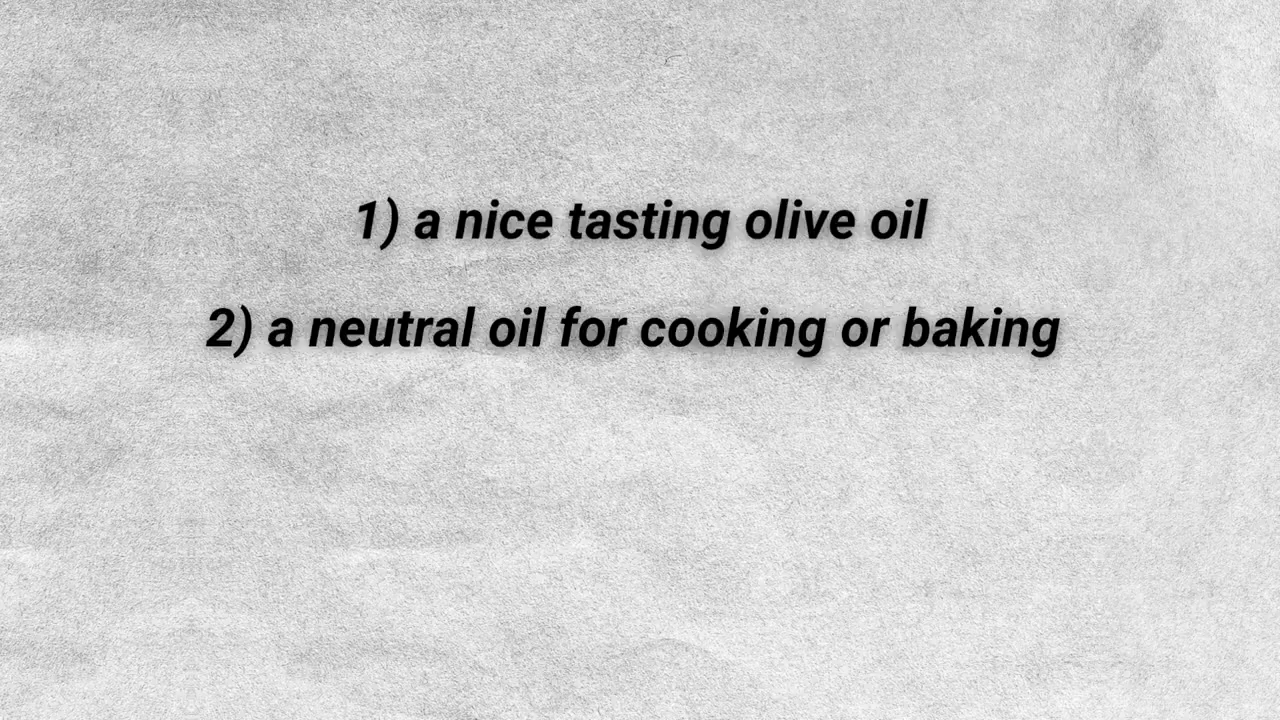 1) a nice tasting olive oil
2) a neutral oil for cooking or baking